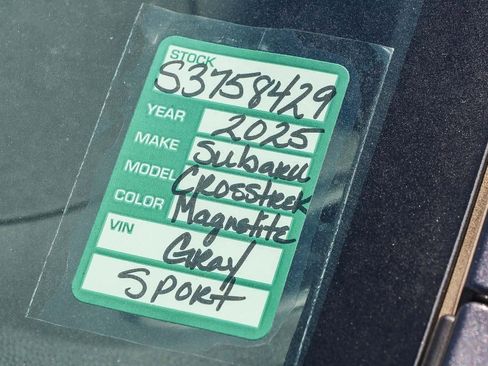 STOCK
S3758429
YEAR 2025
MAKE Subaru
MODEL Crosstrek
COLOR Magnetite
VIN
Gray
Sport